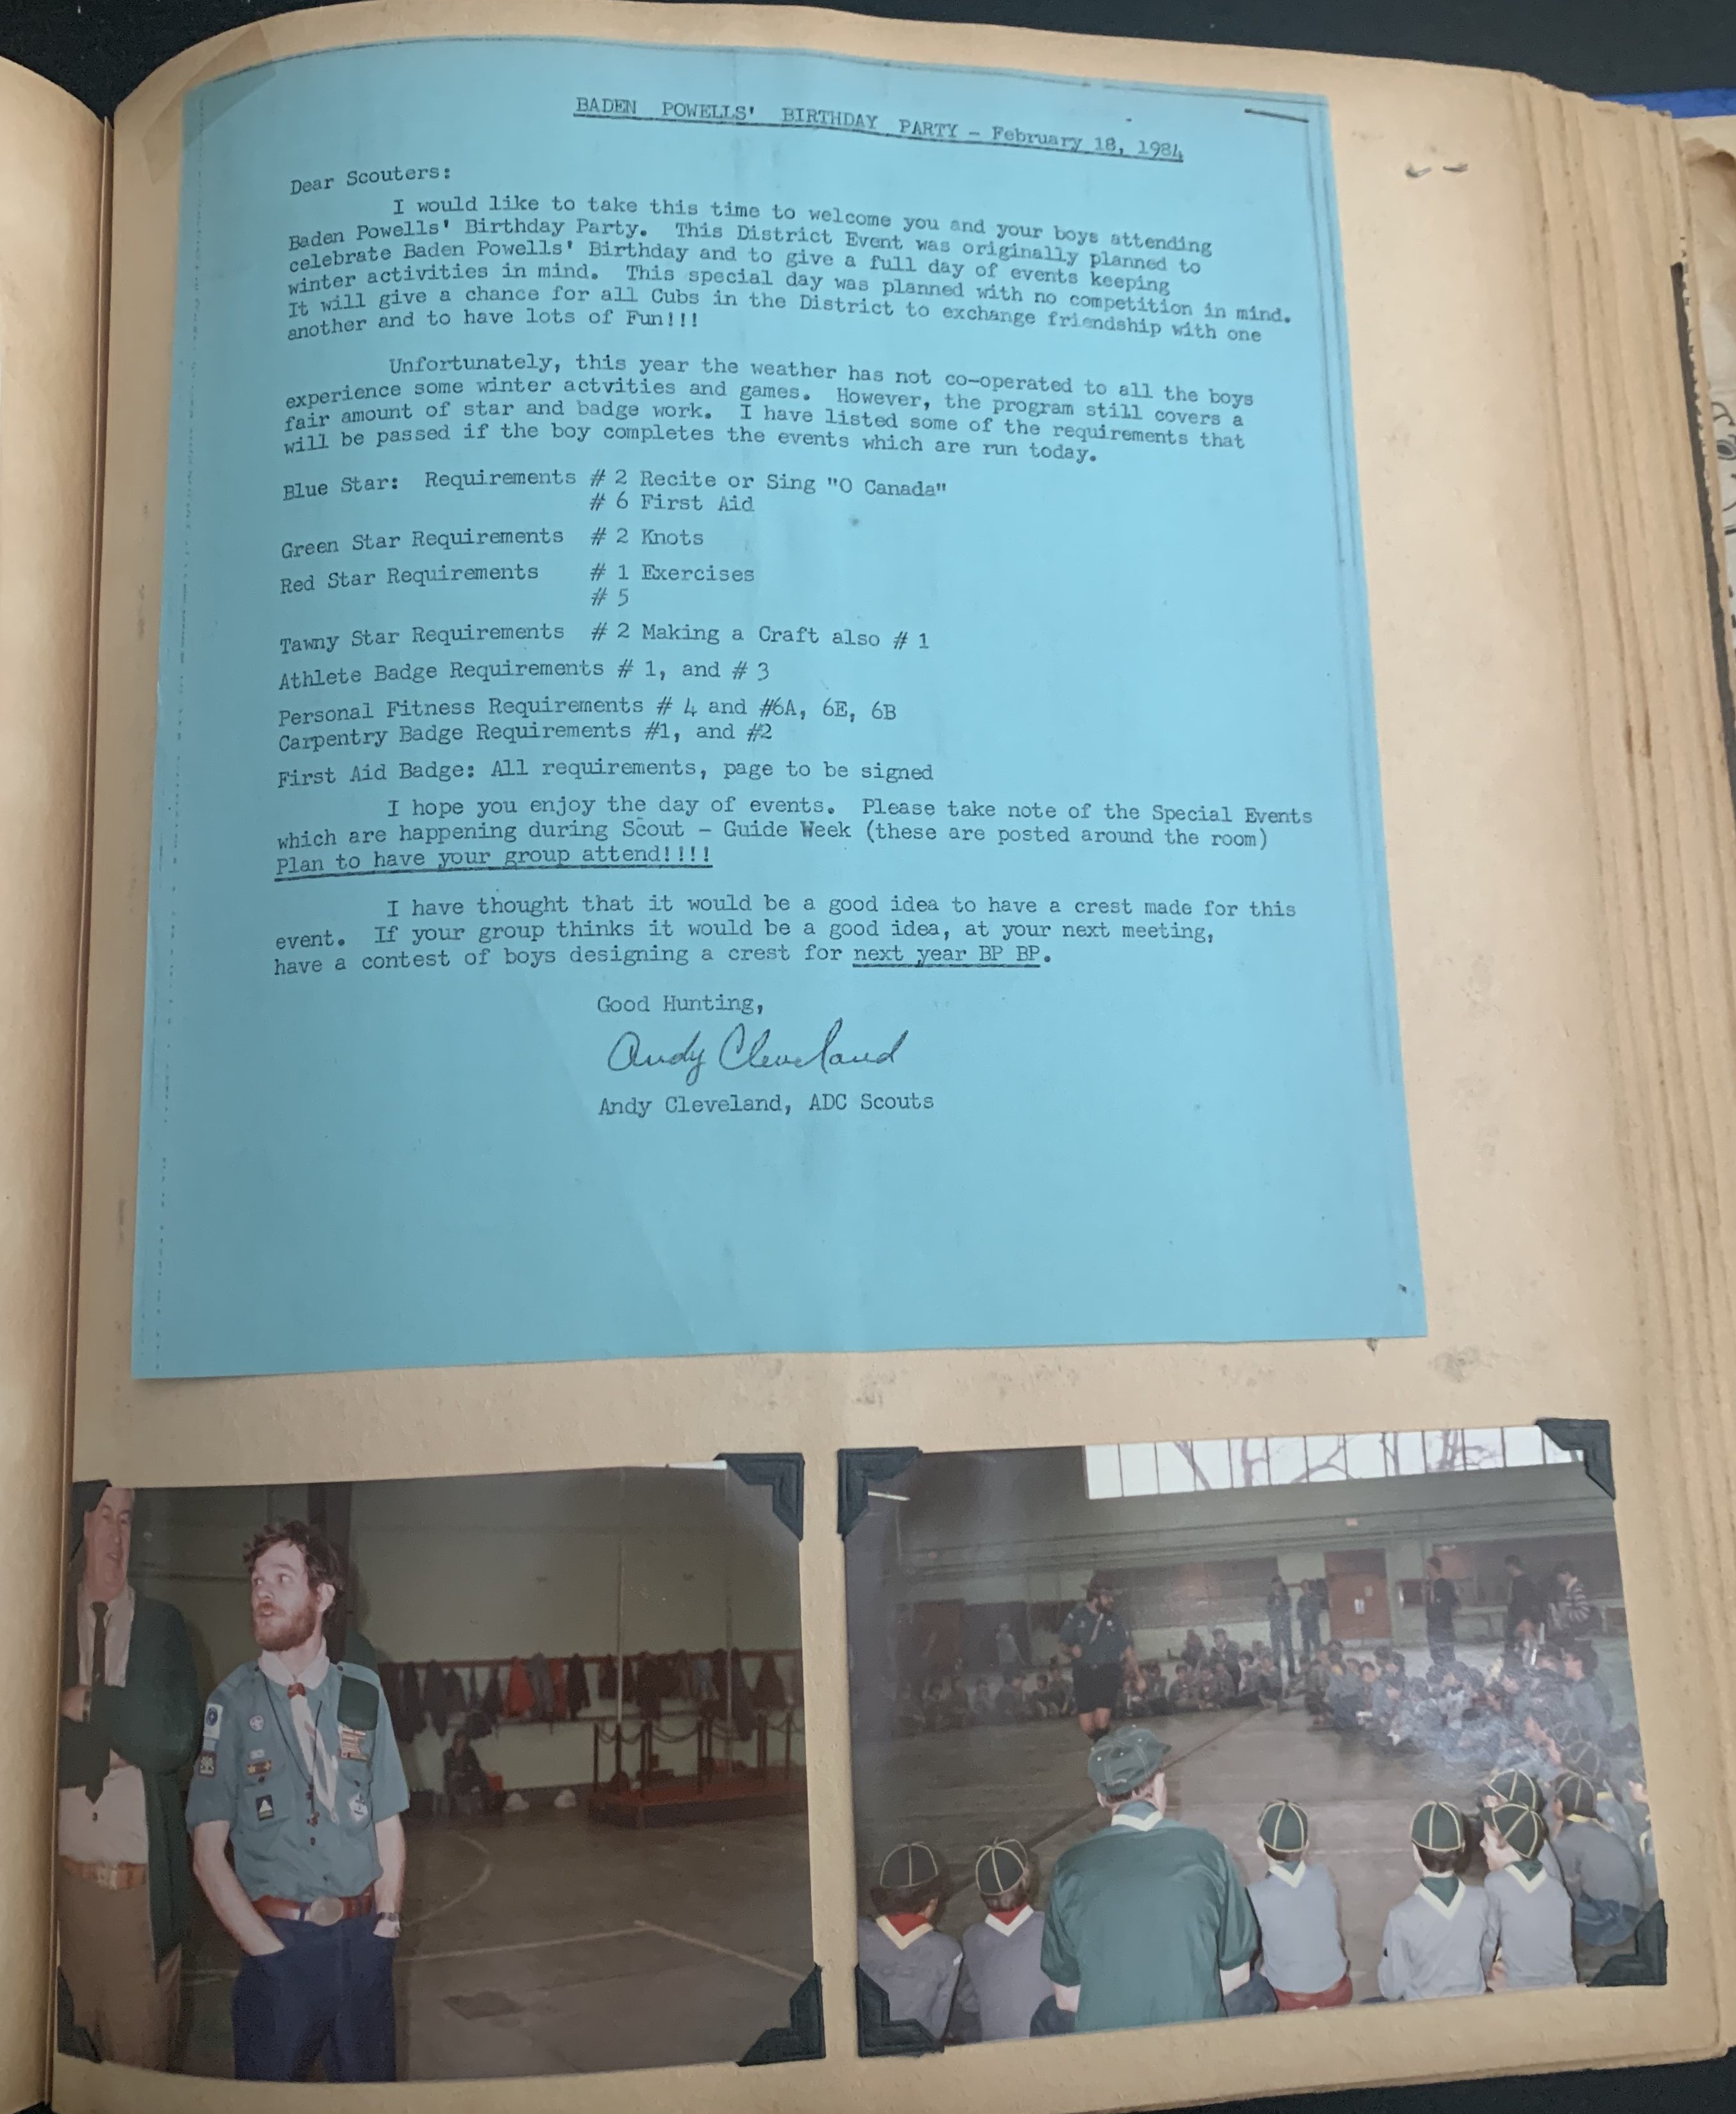 BADEN POWELLS' BIRTHDAY PARTY - February 18, 1984
Dear Scouters:
I would like to take this time to welcome you and your boys attending
Baden Powells' Birthday Party. This District Event was originally planned to
celebrate Baden Powells' Birthday and to give a full day of events keeping
winter activities in mind. This special day was planned with no competition in mind.
It will give a chance for all Cubs in the District to exchange friendship with one
another and to have lots of Fun!!!
Unfortunately, this year the weather has not co-operated to all the boys
experience some winter actvities and games. However, the program still covers a
fair amount of star and badge work. I have listed some of the requirements that
will be passed if the boy completes the events which are run today.
Blue Star: Requirements # 2 Recite or Sing "O Canada"
# 6 First Aid
Green Star Requirements # 2 Knots
Red Star Requirements # 1 Exercises
# 5
Tawny Star Requirements # 2 Making a Craft also # 1
Athlete Badge Requirements # 1, and # 3
Personal Fitness Requirements # 4 and #6A, 6E, 6B
Carpentry Badge Requirements #1, and #2
First Aid Badge: All requirements, page to be signed
I hope you enjoy the day of events. Please take note of the Special Events
which are happening during Scout - Guide Week (these are posted around the room)
Plan to have your group attend!!!!
I have thought that it would be a good idea to have a crest made for this
event. If your group thinks it would be a good idea, at your next meeting,
have a contest of boys designing a crest for next year BP BP.
Good Hunting,
Andy Cleveland
Andy Cleveland, ADC Scouts